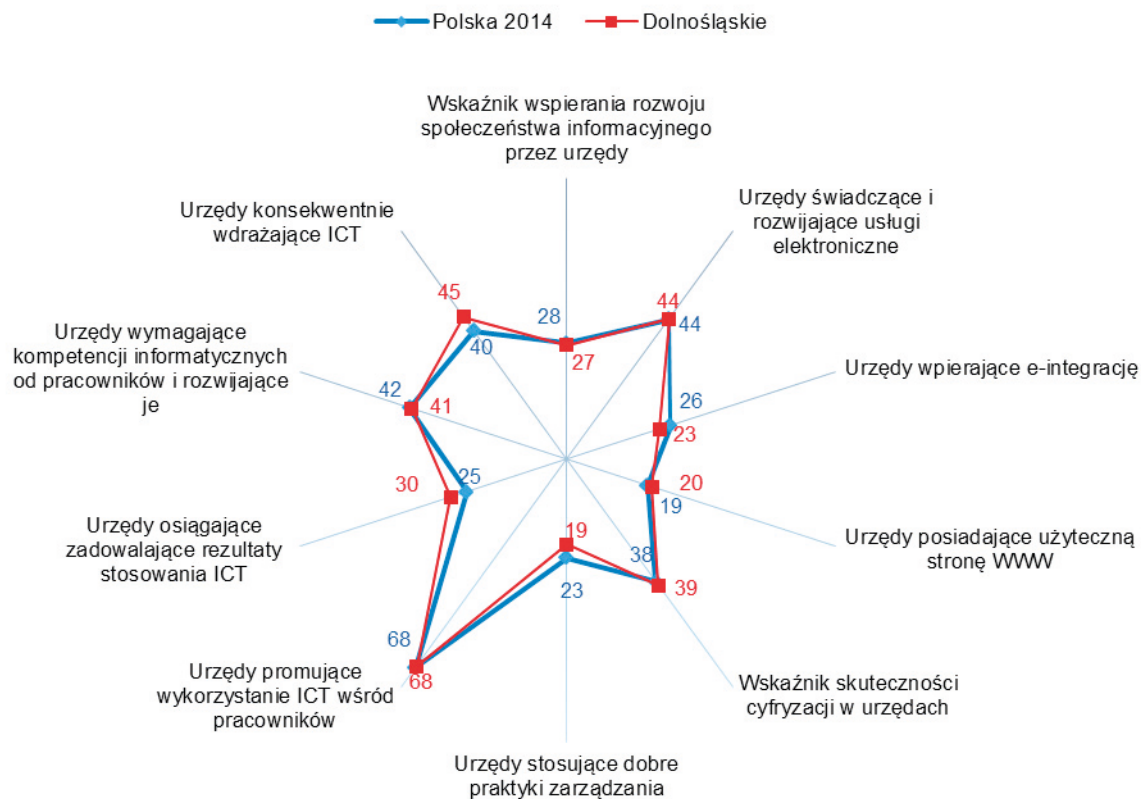 Polska 2014
Dolnośląskie
Wskaźnik wspierania rozwoju
społeczeństwa informacyjnego
przez urzędy
Urzędy świadczące i
rozwijające usługi
elektroniczne
Urzędy wpierające e-integrację
Urzędy posiadające użyteczną
stronę WWW
Wskaźnik skuteczności
cyfryzacji w urzędach
Urzędy stosujące dobre
praktyki zarządzania
Urzędy promujące
wykorzystanie ICT wśród
pracowników
Urzędy osiągające
zadowalające rezultaty
stosowania ICT
Urzędy wymagające
kompetencji informatycznych
od pracowników i rozwijające
je
Urzędy konsekwentnie
wdrażające ICT
28
27
44
44
26
23
20
19
38
39
19
23
68
68
25
30
42
41
45
40